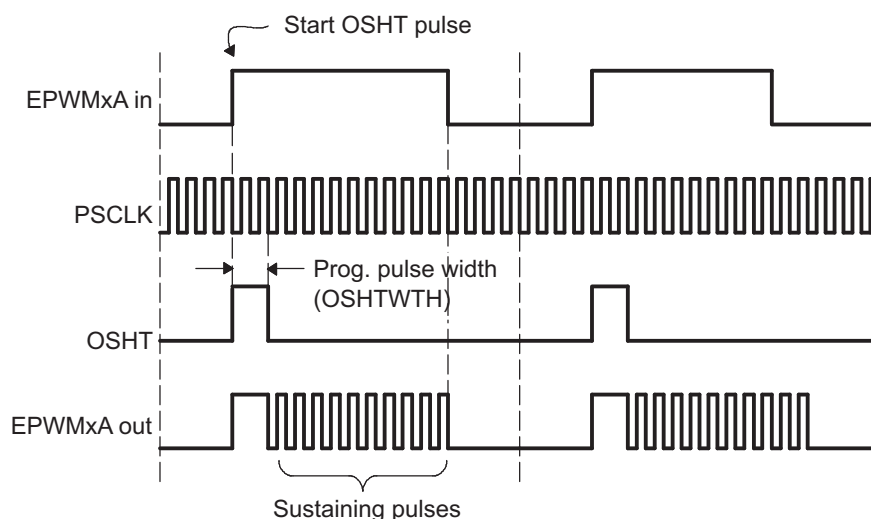 Start OSHT pulse
EPWMxA in
PSCLK
Prog. pulse width
(OSHTWTH)
OSHT
EPWMxA out
Sustaining pulses